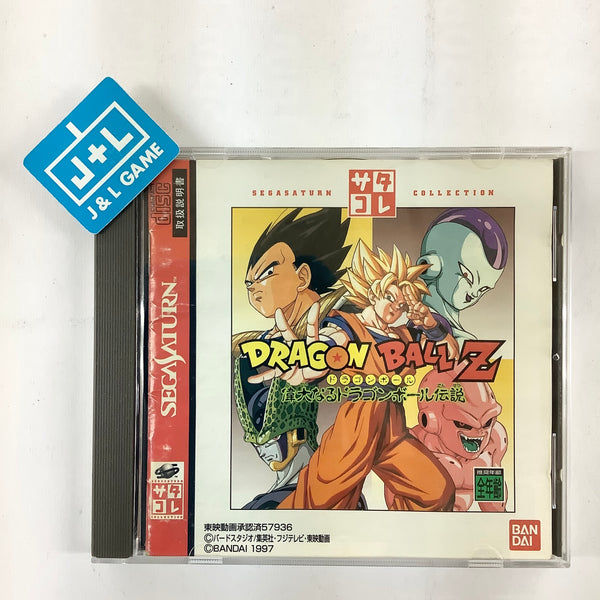 J+L
J & L GAME
disc
取扱説明書
SEGASATURN
サタ
コレ
COLLECTION
SEGASATURN
サタ
コレ
COLLECTION
DRAGON BALL Z
ドラゴンボール
偉大なるドラゴンボール伝説
推奨年齢
全年齢
東映動画承認済57936
©バードスタジオ/集英社・フジテレビ・東映動画
©BANDAI 1997
BAN
DAI